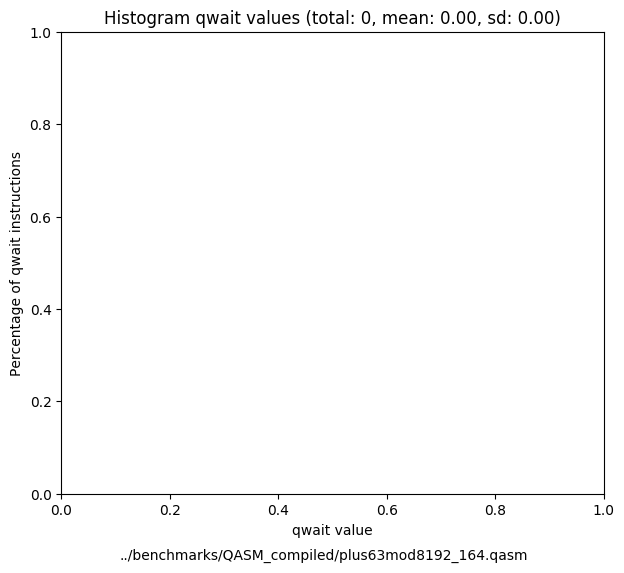 Histogram qwait values (total: 0, mean: 0.00, sd: 0.00)
Percentage of qwait instructions
1.0
0.8
0.6
0.4
0.2
0.0
0.0 0.2 0.4 0.6 0.8 1.0
qwait value
../benchmarks/QASM_compiled/plus63mod8192_164.qasm